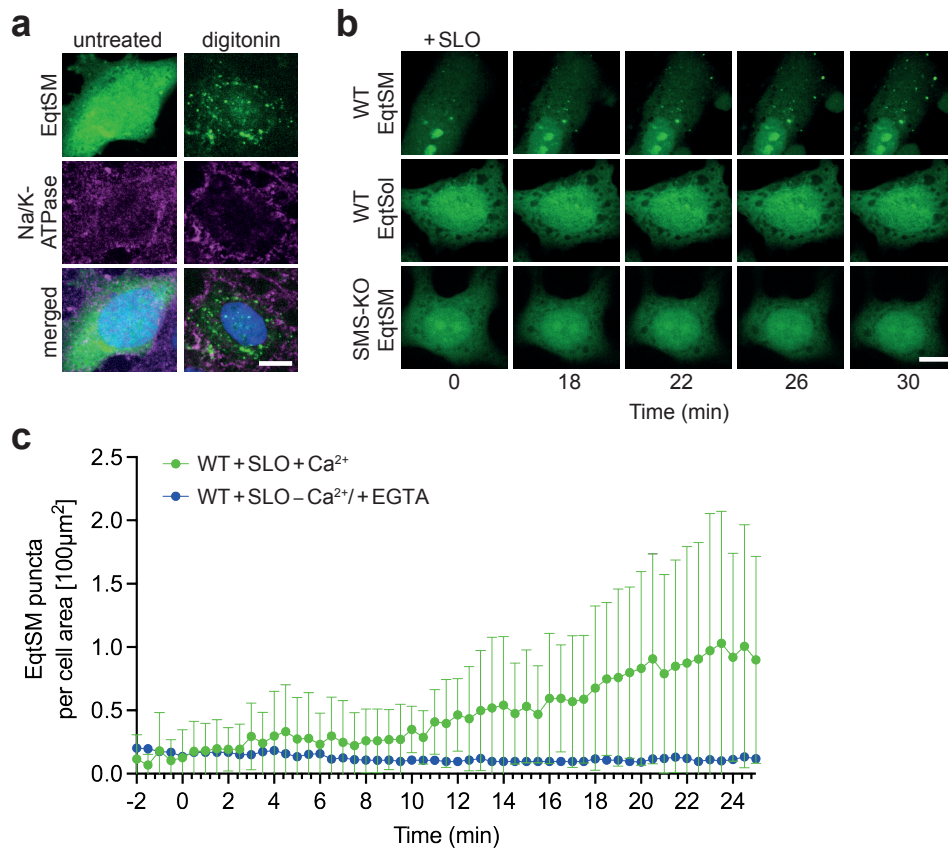 a
untreated
digitonin
EqtSM
Na/K-
ATPase
merged
b
+SLO
WT
EqtSM
WT
EqtSol
SMS-KO
EqtSM
0
18
22
26
30
Time (min)
c
WT+SLO+Ca²⁺
WT+SLO–Ca²⁺/+EGTA
EqtSM puncta
per cell area [100µm²]
2.5
2.0
1.5
1.0
0.5
0.0
-2
0
2
4
6
8
10
12
14
16
18
20
22
24
Time (min)